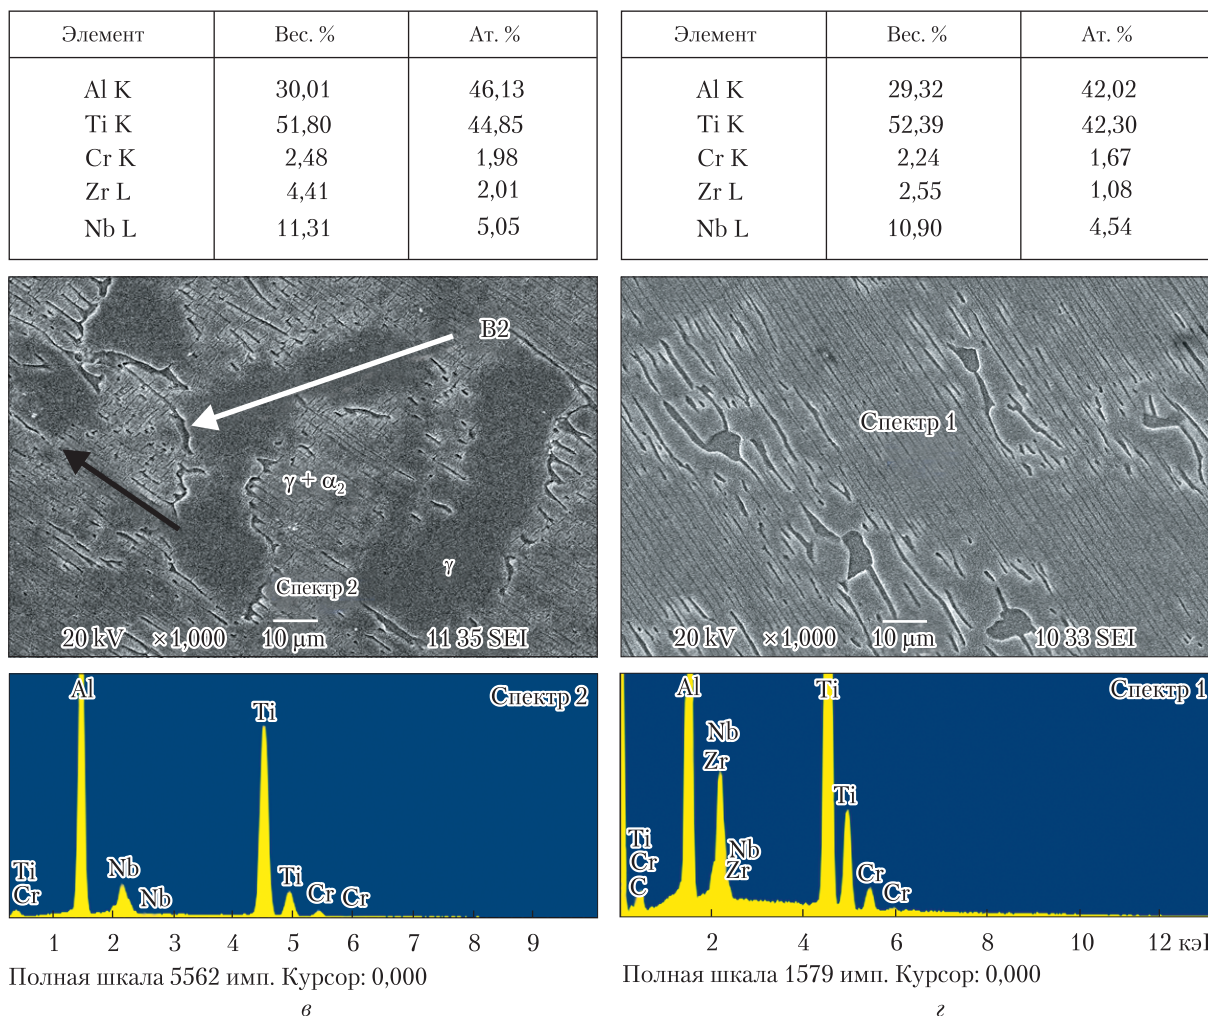 Элемент Вес. % Ат. %
Al K 30,01 46,13
Ti K 51,80 44,85
Cr K 2,48 1,98
Zr L 4,41 2,01
Nb L 11,31 5,05
Элемент Вес. % Ат. %
Al K 29,32 42,02
Ti K 52,39 42,30
Cr K 2,24 1,67
Zr L 2,55 1,08
Nb L 10,90 4,54
B2
γ + α₂
γ
Спектр 2
20 kV ×1,000 10 μm 11 35 SEI
Спектр 1
20 kV ×1,000 10 μm 10 33 SEI
Al
Спектр 2
Ti
Ti
Cr
Nb
Nb
Ti
Cr
Cr
1 2 3 4 5 6 7 8 9
Полная шкала 5562 имп. Курсор: 0,000
в
Al
Ti
Спектр 1
Nb
Zr
Ti
Ti
Cr
C
Nb
Zr
Cr
Cr
2 4 6 8 10 12
Полная шкала 1579 имп. Курсор: 0,000
г